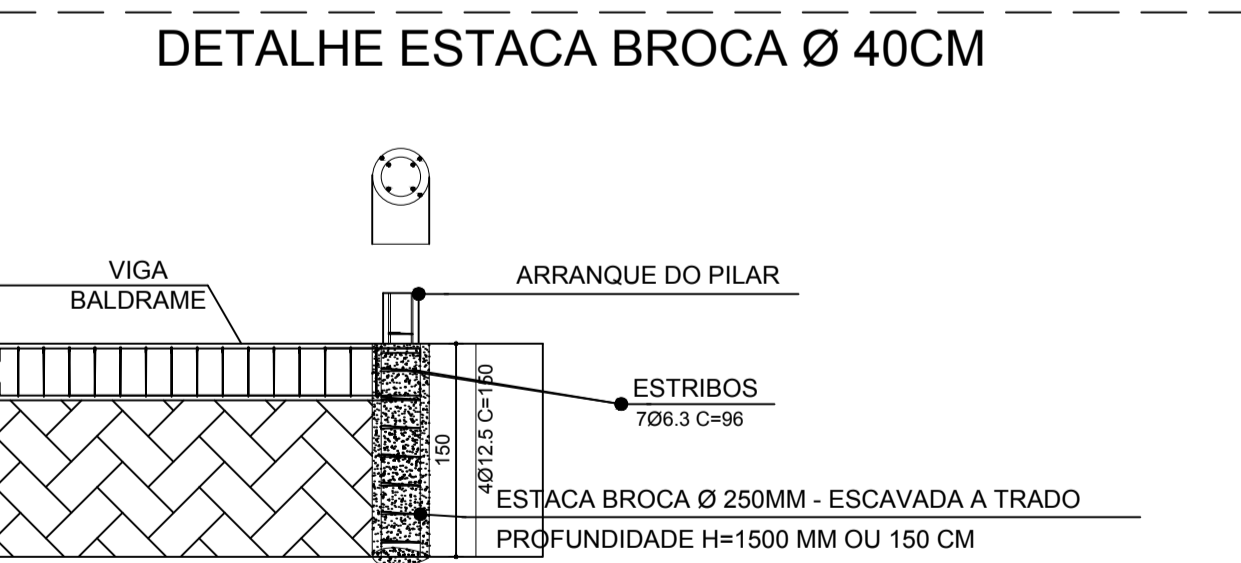 DETALHE ESTACA BROCA Ø 40CM
VIGA
BALDRAME
ARRANQUE DO PILAR
ESTRIBOS
7Ø6.3 C=96
150
4Ø12.5 C=150
ESTACA BROCA Ø 250MM - ESCAVADA A TRADO
PROFUNDIDADE H=1500 MM OU 150 CM